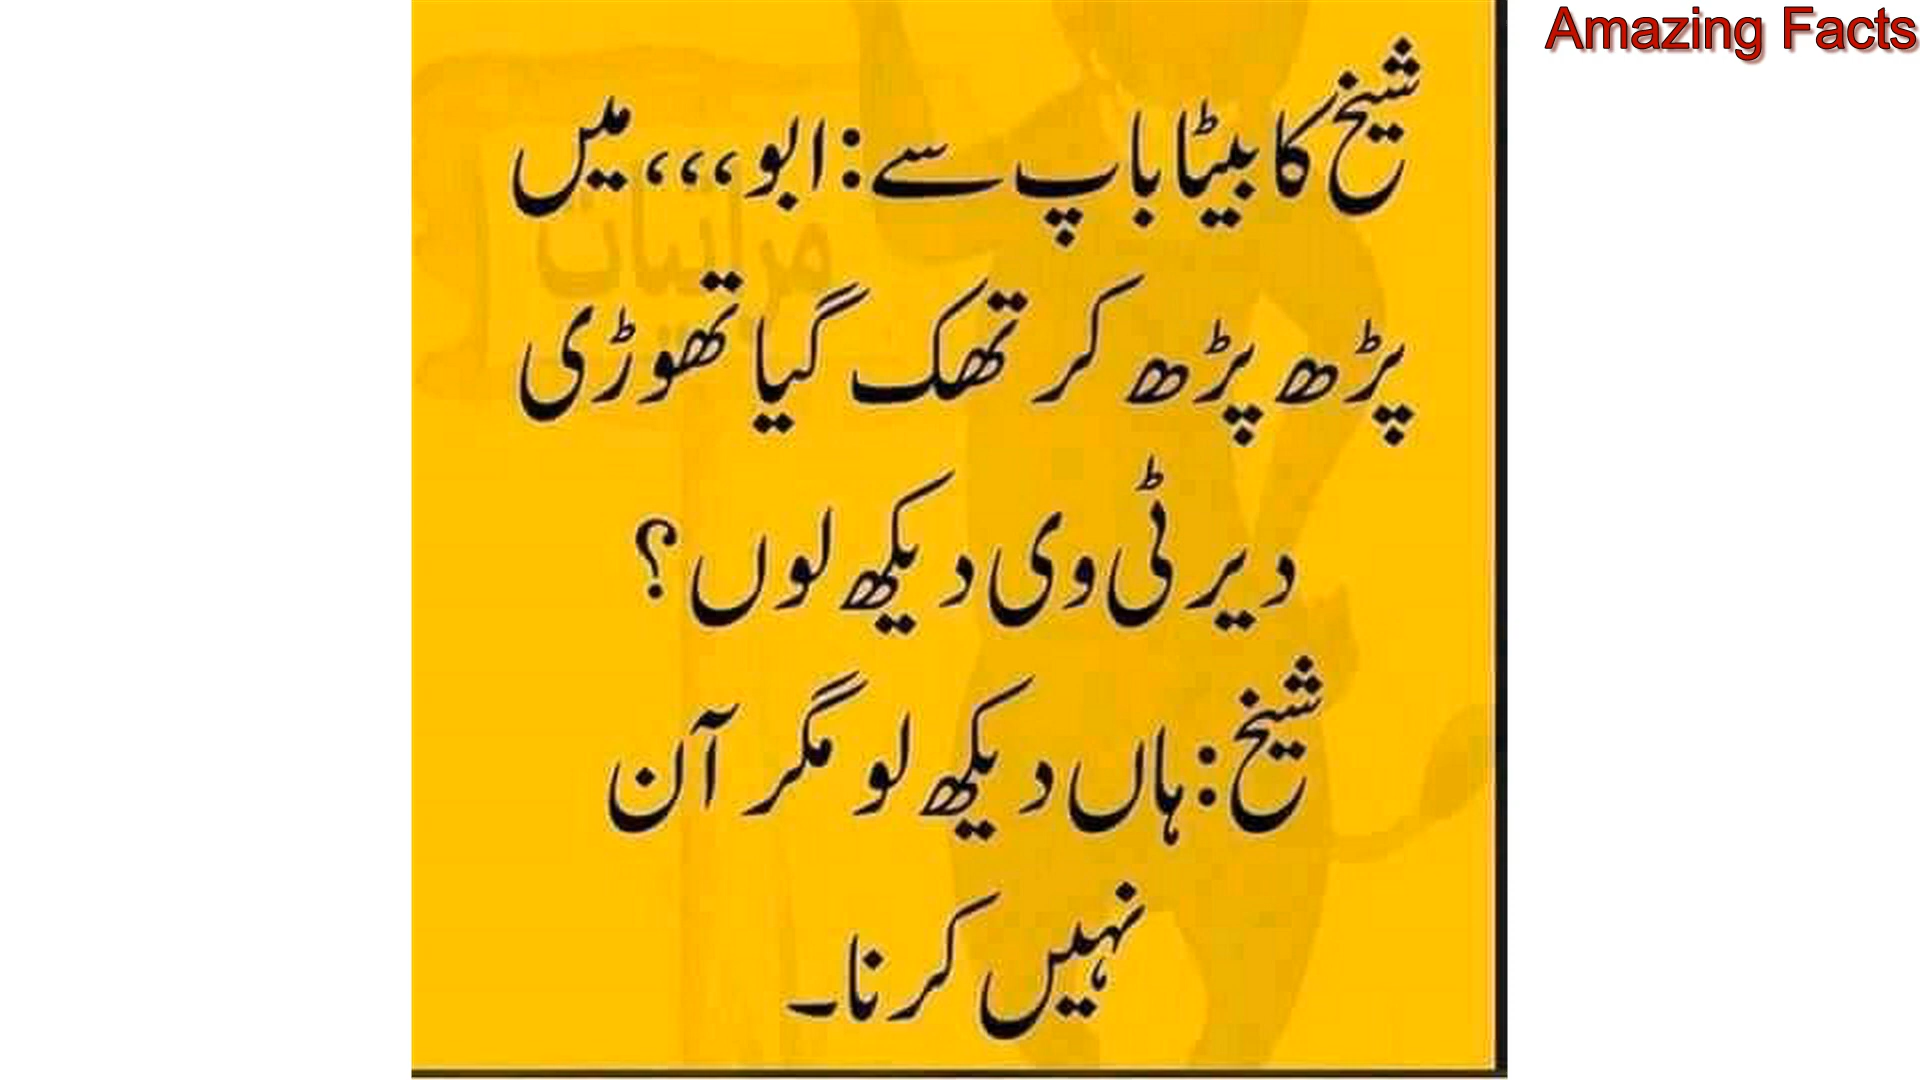 Amazing Facts
شیخ کا بیٹا باپ سے: ابو،،،، میں
پڑھ پڑھ کر تھک گیا تھوڑی
دیر ٹی وی دیکھ لوں؟
شیخ: ہاں دیکھ لو مگر آن
نہیں کرنا۔
مزاحیات